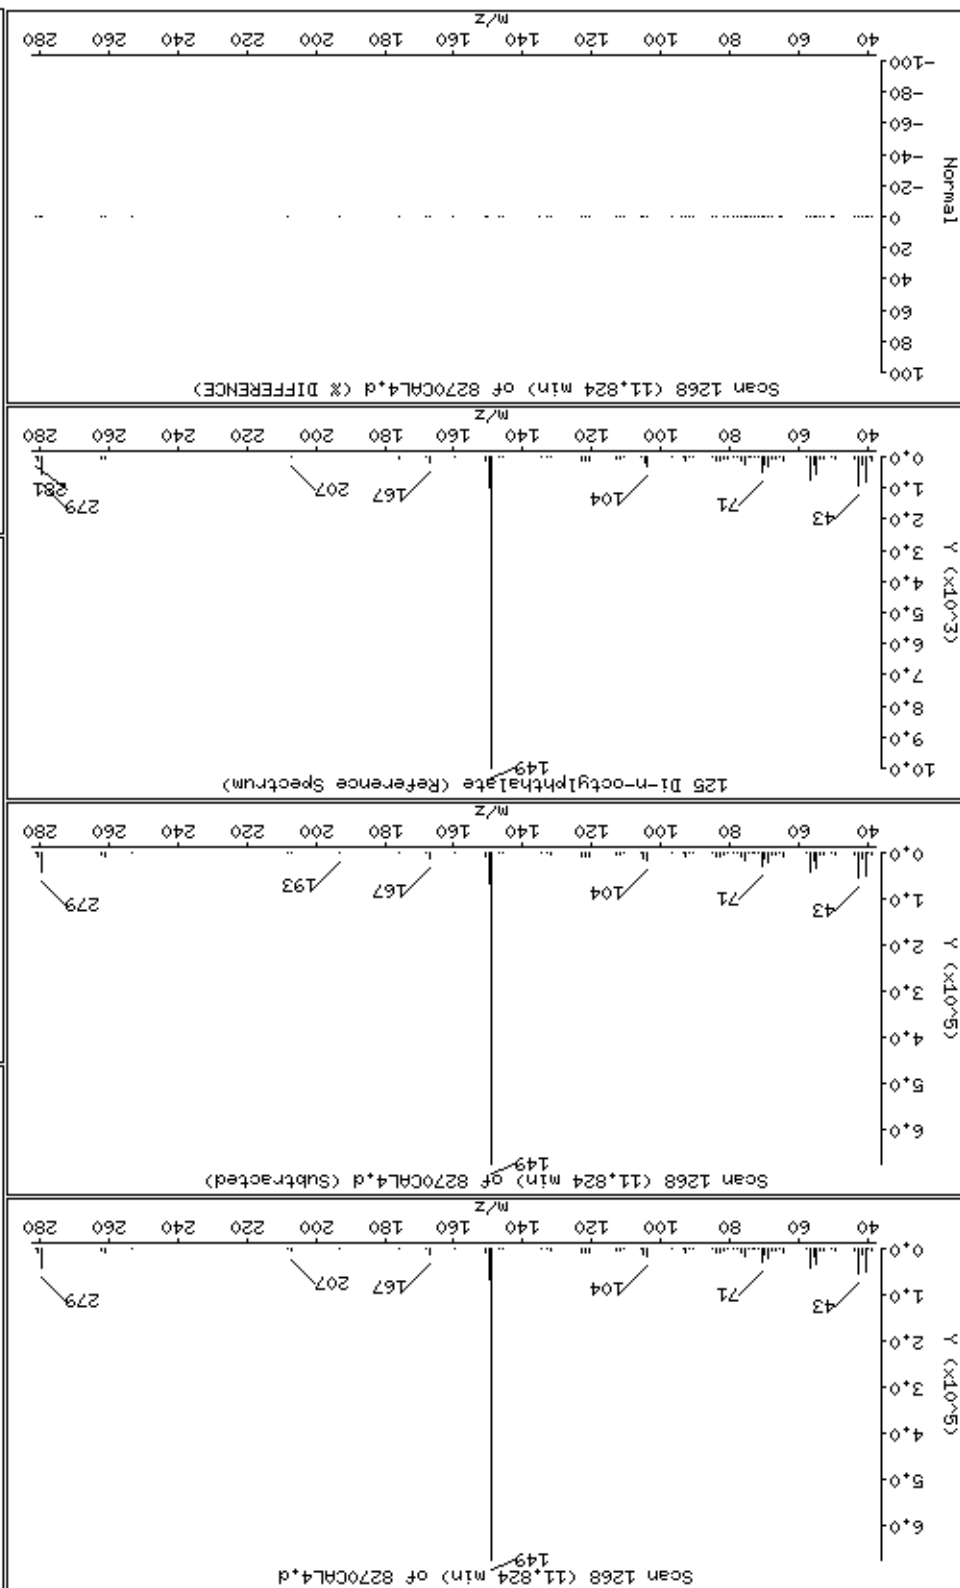 Scan 1268 (11.824 min) of 8270CAL4.d
149
Y (x10^5)
6.0
5.0
4.0
3.0
2.0
1.0
0.0
43 71 104 167 207 279
40 60 80 100 120 140 160 180 200 220 240 260 280
m/z
Scan 1268 (11.824 min) of 8270CAL4.d (Subtracted)
149
Y (x10^5)
6.0
5.0
4.0
3.0
2.0
1.0
0.0
43 71 104 167 193 279
40 60 80 100 120 140 160 180 200 220 240 260 280
m/z
125 Di-n-octylphthalate (Reference Spectrum)
149
Y (x10^3)
10.0
9.0
8.0
7.0
6.0
5.0
4.0
3.0
2.0
1.0
0.0
43 71 104 167 207 279
281
40 60 80 100 120 140 160 180 200 220 240 260 280
m/z
Scan 1268 (11.824 min) of 8270CAL4.d (% DIFFERENCE)
Normal
100
80
60
40
20
0
-20
-40
-60
-80
-100
40 60 80 100 120 140 160 180 200 220 240 260 280
m/z